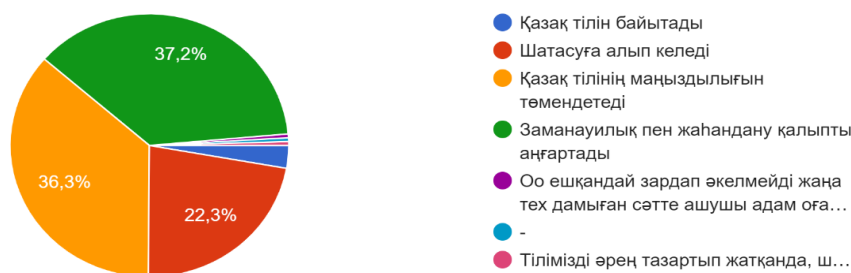 37,2%
36,3%
22,3%
Қазақ тілін байытады
Шатасуға алып келеді
Қазақ тілінің маңыздылығын
төмендетеді
Заманауилық пен жаһандану қалыпты
аңғартады
Оо ешқандай зардап әкелмейді жаңа
тех дамыған сәтте ашушы адам оға…
-
Тілімізді әрең тазартып жатқанда, ш…